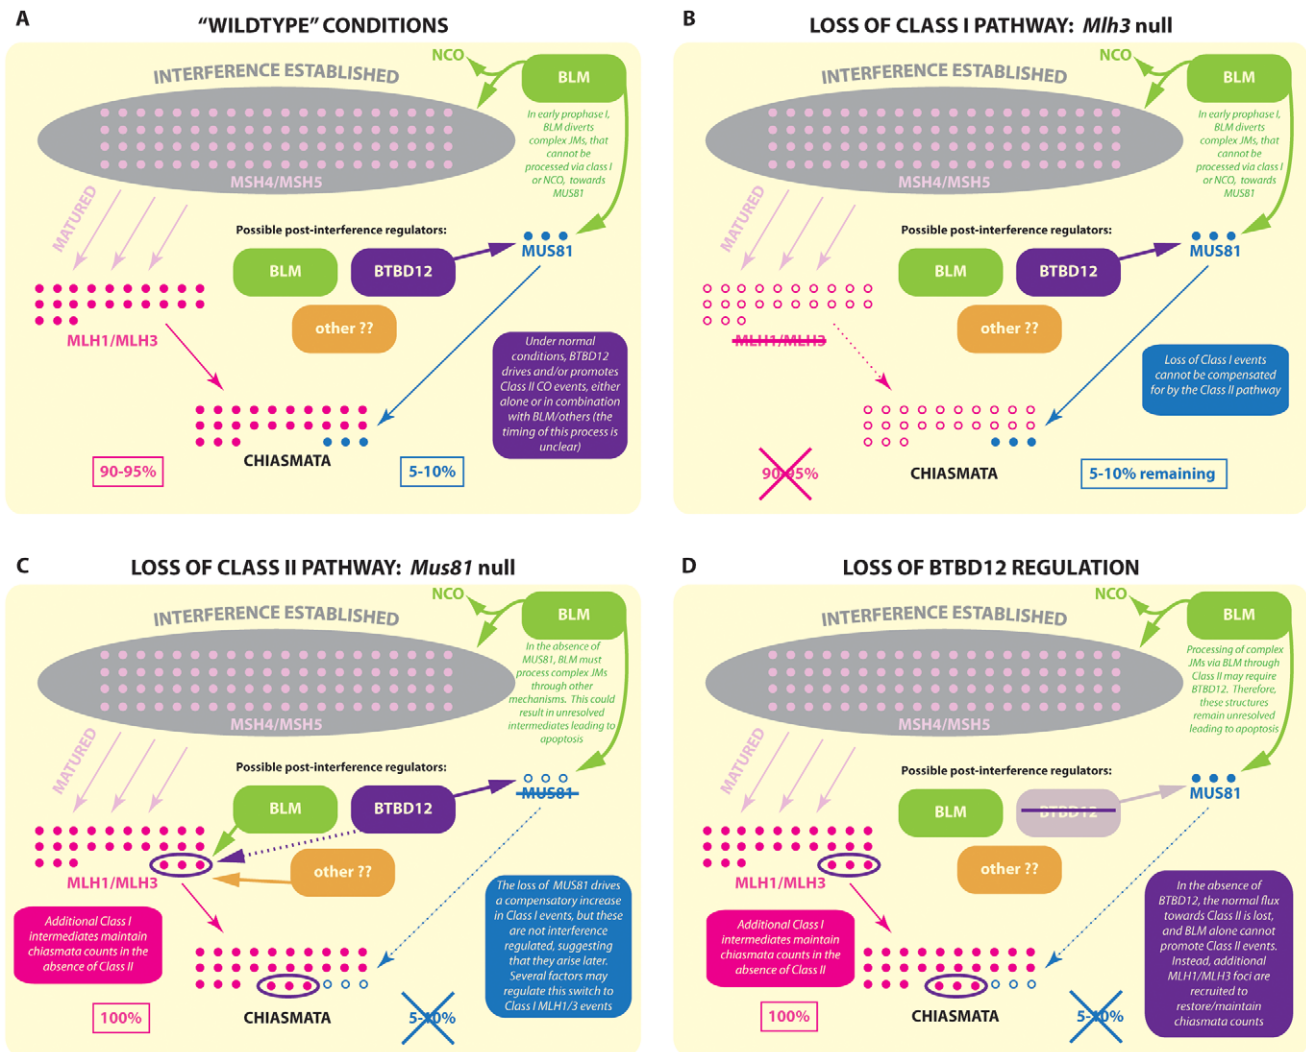 A
“WILDTYPE” CONDITIONS
NCO
BLM
INTERFERENCE ESTABLISHED
In early prophase I,
BLM diverts
complex JMs, that
cannot be
processed via class I
or NCO, towards
MUS81
MSH4/MSH5
MATURED
Possible post-interference regulators:
BLM
BTBD12
MUS81
other ??
MLH1/MLH3
Under normal
conditions, BTBD12
drives and/or promotes
Class II CO events, either
alone or in combination
with BLM/others (the
timing of this process is
unclear)
CHIASMATA
90-95%
5-10%
B
LOSS OF CLASS I PATHWAY: Mlh3 null
NCO
BLM
INTERFERENCE ESTABLISHED
In early prophase I,
BLM diverts
complex JMs, that
cannot be
processed via class I
or NCO, towards
MUS81
MSH4/MSH5
MATURED
Possible post-interference regulators:
BLM
BTBD12
MUS81
other ??
MLH1/MLH3
Loss of Class I events
cannot be compensated
for by the Class II pathway
CHIASMATA
90-95%
5-10% remaining
C
LOSS OF CLASS II PATHWAY: Mus81 null
NCO
BLM
INTERFERENCE ESTABLISHED
In the absence of
MUS81, BLM must
process complex JMs
through other
mechanisms. This could
result in unresolved
intermediates leading to
apoptosis
MSH4/MSH5
MATURED
Possible post-interference regulators:
BLM
BTBD12
MUS81
other ??
MLH1/MLH3
Additional Class I
intermediates maintain
chiasmata counts in the
absence of Class II
The loss of MUS81 drives
a compensatory increase
in Class I events, but these
are not interference
regulated, suggesting
that they arise later.
Several factors may
regulate this switch to
Class I MLH1/3 events
CHIASMATA
100%
5-10%
D
LOSS OF BTBD12 REGULATION
NCO
BLM
INTERFERENCE ESTABLISHED
Processing of complex
JMs via BLM through
Class II may require
BTBD12. Therefore,
these structures
remain unresolved
leading to apoptosis
MSH4/MSH5
MATURED
Possible post-interference regulators:
BLM
BTBD12
MUS81
other ??
MLH1/MLH3
Additional Class I
intermediates maintain
chiasmata counts in the
absence of Class II
In the absence of
BTBD12, the normal flux
towards Class II is lost,
and BLM alone cannot
promote Class II events.
Instead, additional
MLH1/MLH3 foci are
recruited to
restore/maintain
chiasmata counts
CHIASMATA
100%
5-10%